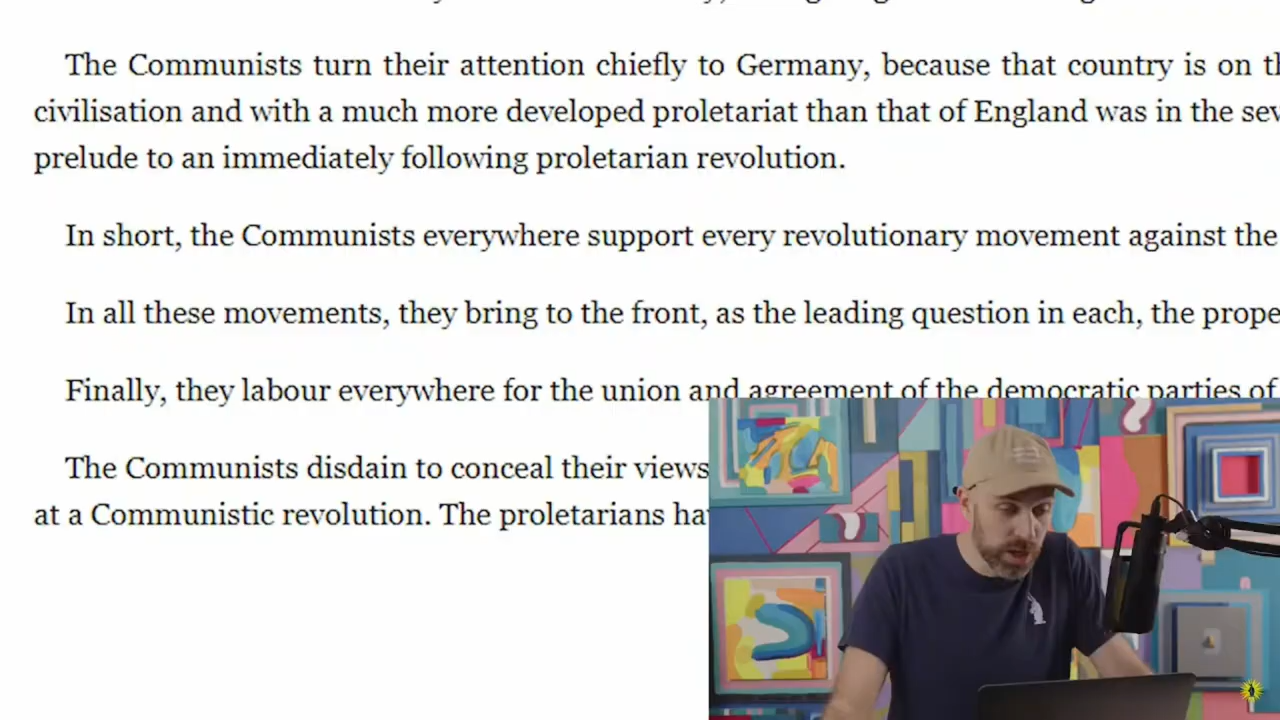 The Communists turn their attention chiefly to Germany, because that country is on
civilisation and with a much more developed proletariat than that of England was in the
prelude to an immediately following proletarian revolution.
In short, the Communists everywhere support every revolutionary movement against the
In all these movements, they bring to the front, as the leading question in each, the
Finally, they labour everywhere for the union and agreement of the democratic parties of
The Communists disdain to conceal their views
at a Communistic revolution. The proletarians